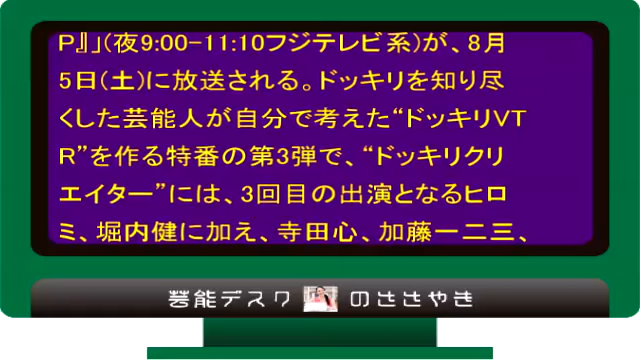 P』」（夜9:00-11:10フジテレビ系）が、8月
5日（土）に放送される。ドッキリを知り尽
くした芸能人が自分で考えた“ドッキリVT
R”を作る特番の第3弾で、“ドッキリクリ
エイター”には、3回目の出演となるヒロ
ミ、堀内健に加え、寺田心、加藤一二三、
芸能デスク のささやき